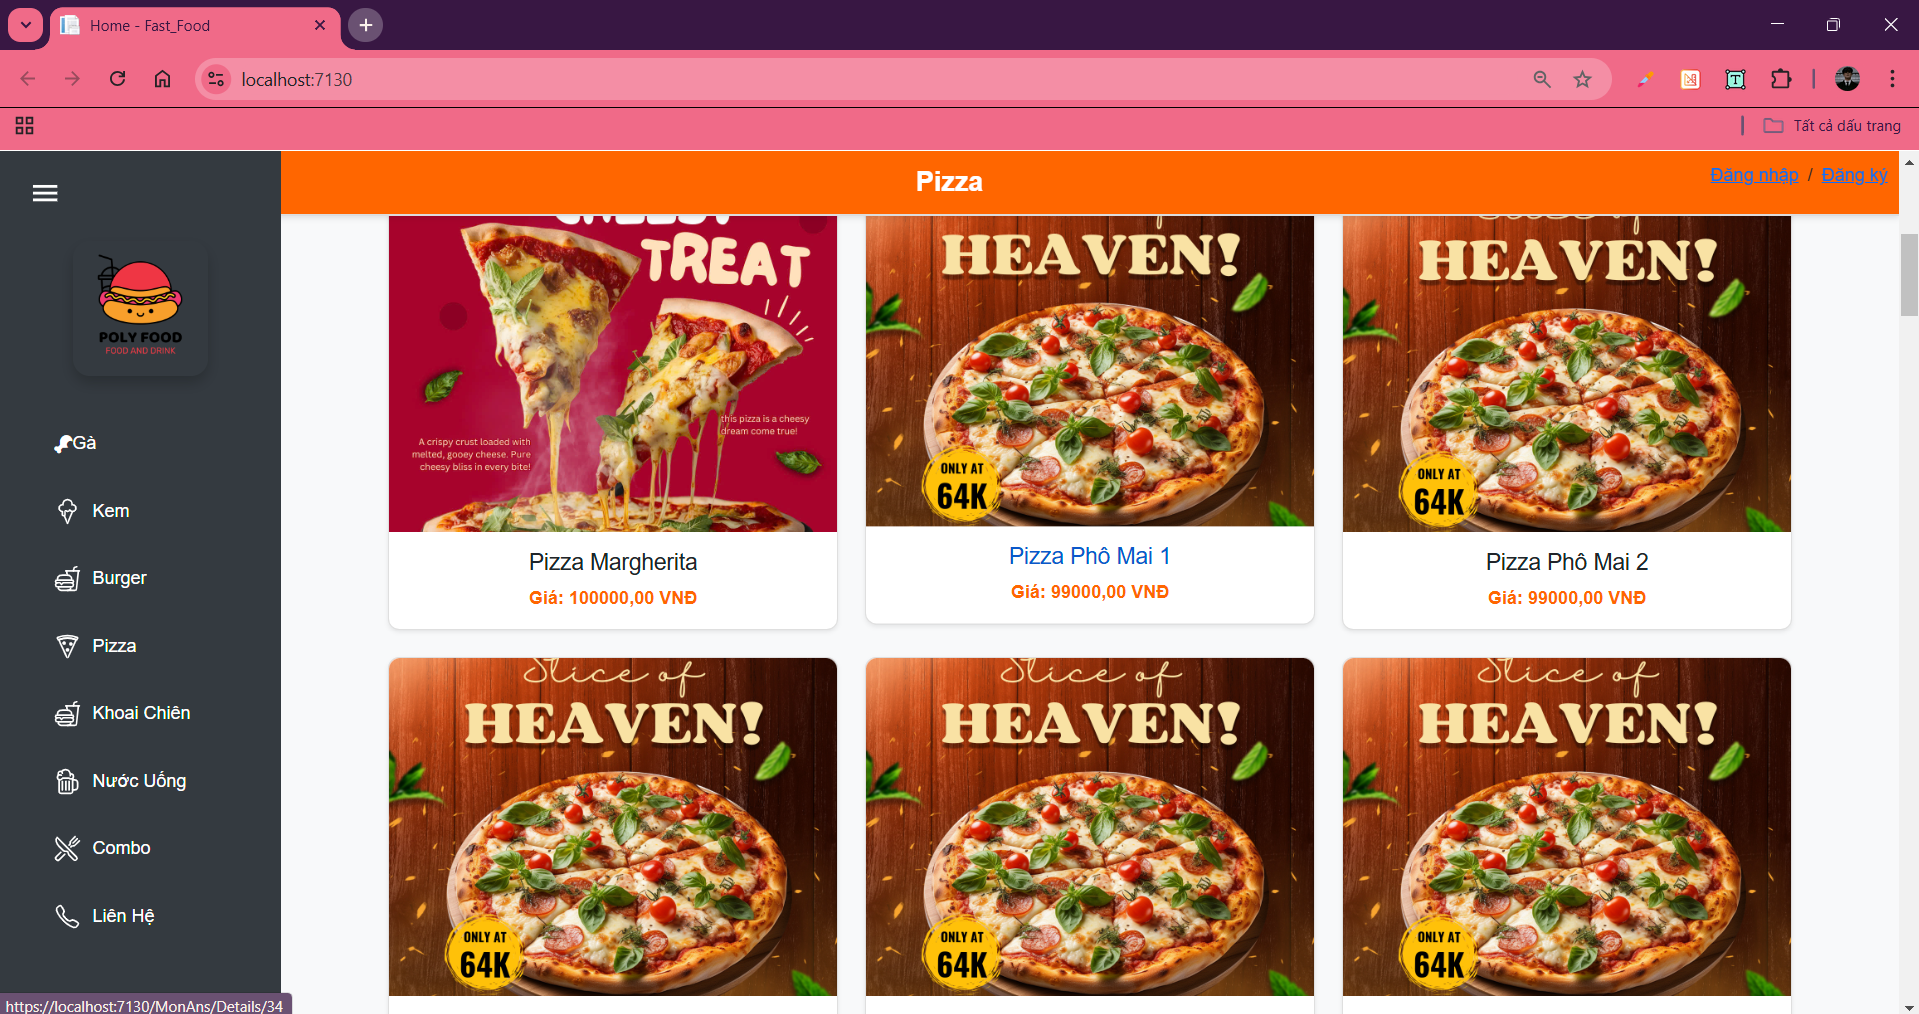 Home - Fast_Food
localhost:7130
Tất cả dấu trang
Pizza
Đăng nhập / Đăng ký
POLY FOOD
FOOD AND DRINK
Gà
Kem
Burger
Pizza
Khoai Chiên
Nước Uống
Combo
Liên Hệ
TREAT
this pizza is a cheesy
dream come true!
A crispy crust loaded with
melted, gooey cheese. Pure
cheesy bliss in every bite!
Pizza Margherita
Giá: 100000,00 VNĐ
HEAVEN!
ONLY AT
64K
Pizza Phô Mai 1
Giá: 99000,00 VNĐ
Slice of
HEAVEN!
ONLY AT
64K
Pizza Phô Mai 2
Giá: 99000,00 VNĐ
Slice of
HEAVEN!
ONLY AT
64K
Slice of
HEAVEN!
ONLY AT
64K
Slice of
HEAVEN!
ONLY AT
64K
https://localhost:7130/MonAns/Details/34